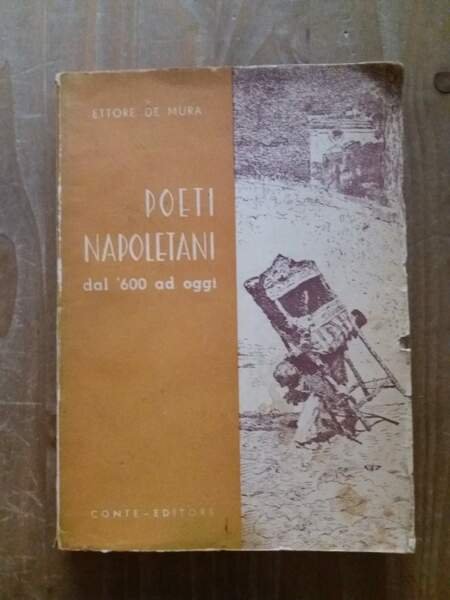 ETTORE DE MURA
POETI
NAPOLETANI
dal '600 ad oggi
CONTE-EDITORE